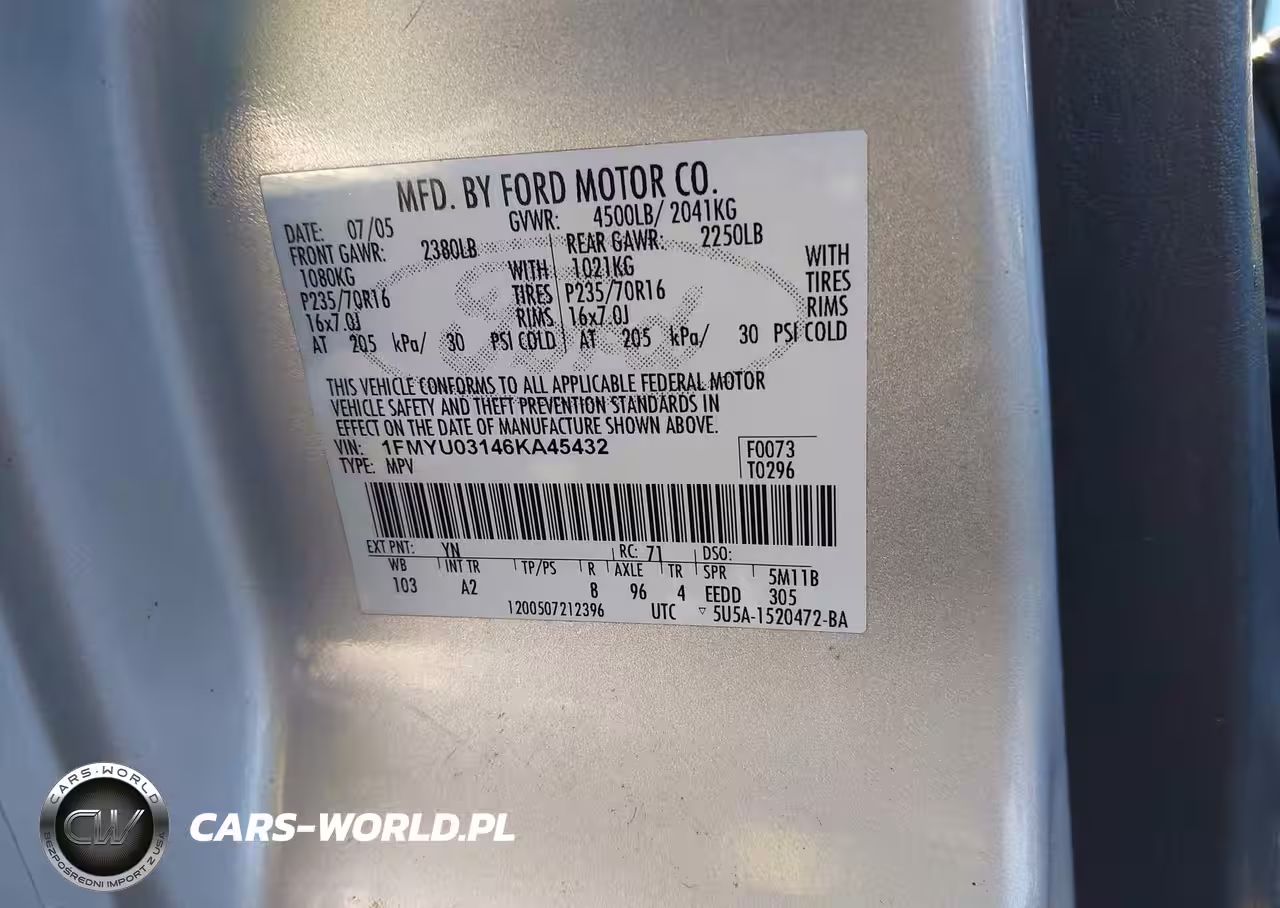 MFD. BY FORD MOTOR CO.
DATE: 07/05 GVWR: 4500LB/ 2041KG
FRONT GAWR: 2380LB REAR GAWR: 2250LB
1080KG WITH 1021KG WITH
P235/70R16 TIRES P235/70R16 TIRES
16x7.0J RIMS 16x7.0J RIMS
AT 205 kPa/ 30 PSI COLD AT 205 kPa/ 30 PSI COLD
THIS VEHICLE CONFORMS TO ALL APPLICABLE FEDERAL MOTOR
VEHICLE SAFETY AND THEFT PREVENTION STANDARDS IN
EFFECT ON THE DATE OF MANUFACTURE SHOWN ABOVE.
VIN: 1FMYU03146KA45432 F0073
TYPE: MPV T0296
EXT PNT: YN RC: 71 DSO:
WB INT TR TP/PS R AXLE TR SPR 5M11B
103 A2 8 96 4 EEDD 305
1200507212396 UTC ▽ 5U5A-1520472-BA
Ford
CARS-WORLD
CW
BEZPOŚREDNI IMPORT Z USA
CARS-WORLD.PL